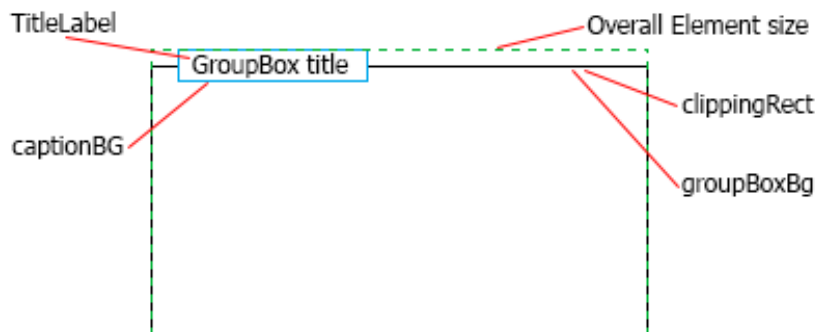 TitleLabel
Overall Element size
GroupBox title
clippingRect
captionBG
groupBoxBg